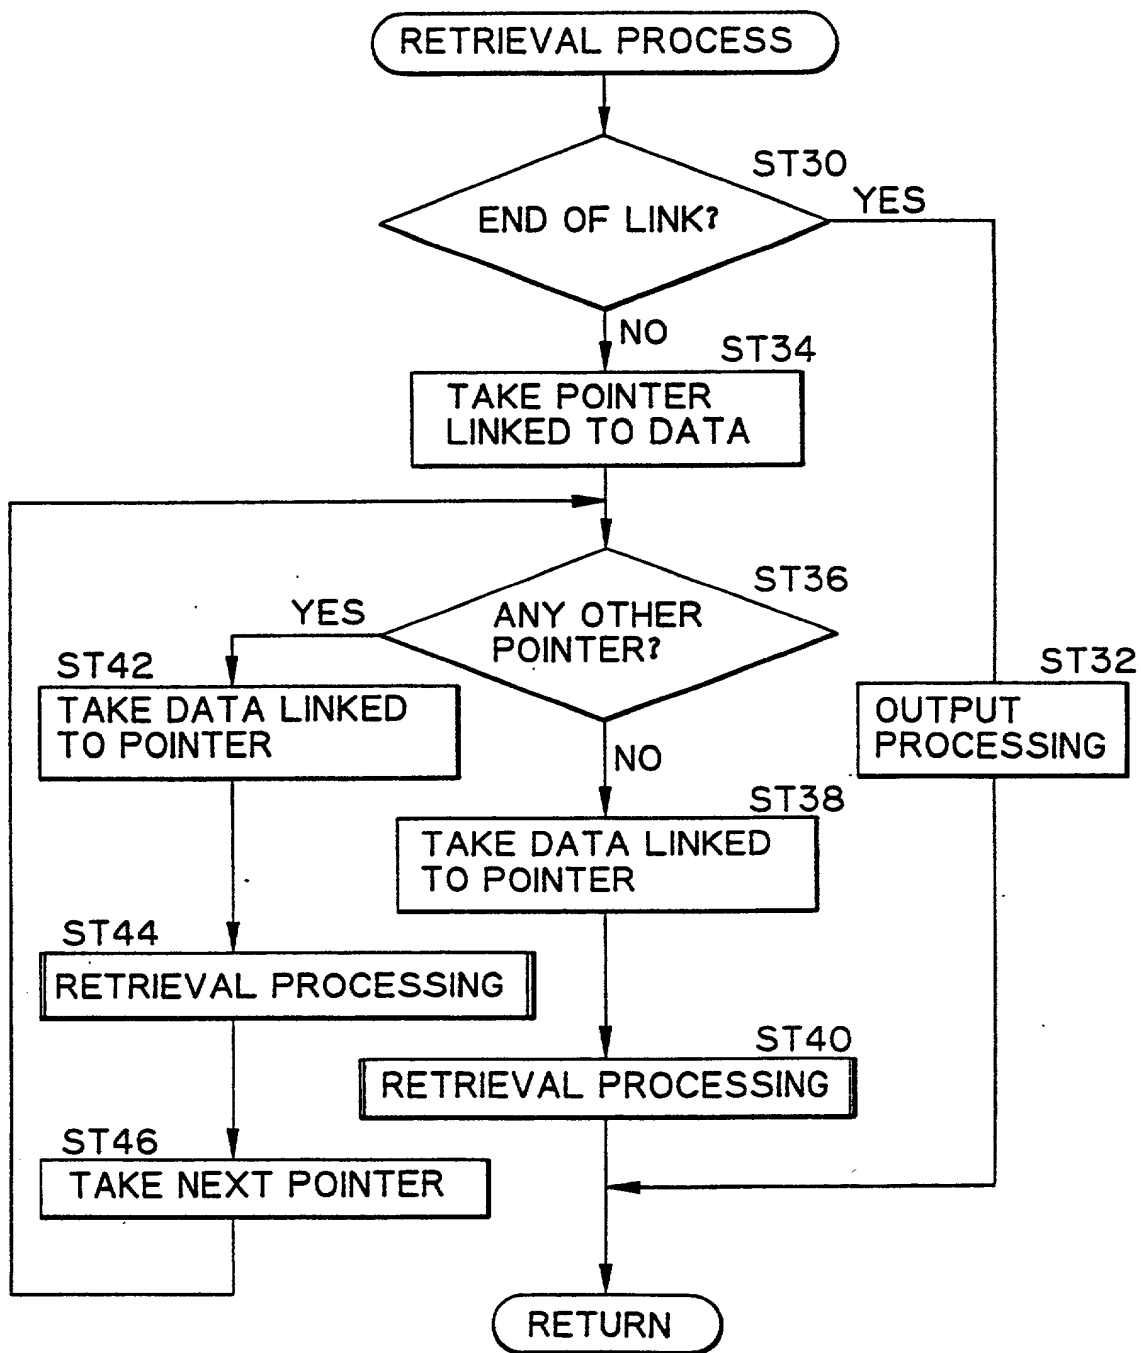 RETRIEVAL PROCESS
ST30
END OF LINK?
YES
NO
ST34
TAKE POINTER
LINKED TO DATA
ST36
ANY OTHER
POINTER?
YES
ST42
TAKE DATA LINKED
TO POINTER
ST32
OUTPUT
PROCESSING
NO
ST38
TAKE DATA LINKED
TO POINTER
ST44
RETRIEVAL PROCESSING
ST40
RETRIEVAL PROCESSING
ST46
TAKE NEXT POINTER
RETURN